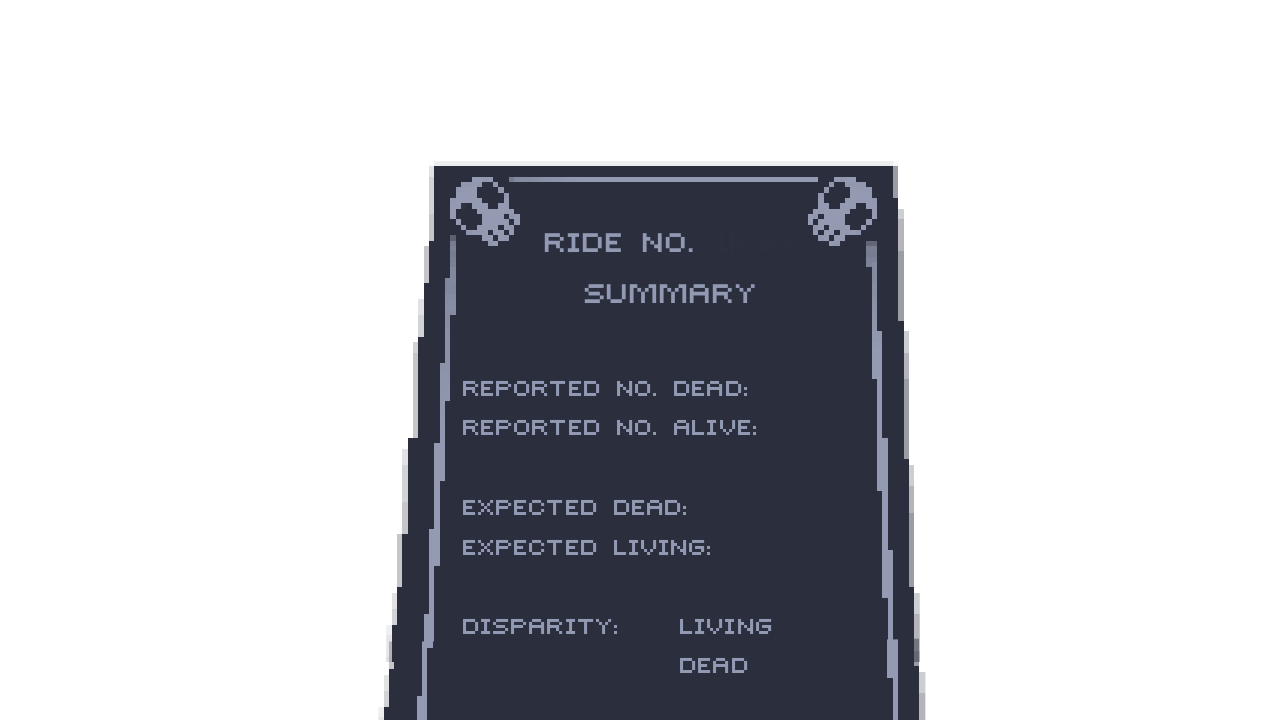 RIDE NO.
SUMMARY
REPORTED NO. DEAD:
REPORTED NO. ALIVE:
EXPECTED DEAD:
EXPECTED LIVING:
DISPARITY: LIVING
DEAD